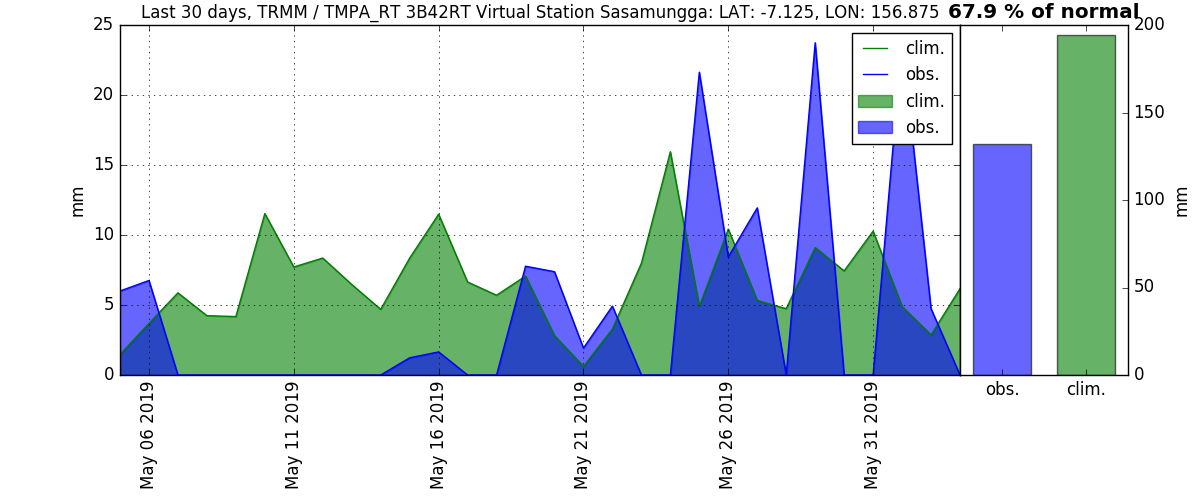 Last 30 days, TRMM / TMPA_RT 3B42RT Virtual Station Sasamungga: LAT: -7.125, LON: 156.875 67.9 % of normal
25
20
15
10
5
0
mm
clim.
obs.
clim.
obs.
200
150
100
50
0
mm
obs. clim.
May 06 2019
May 11 2019
May 16 2019
May 21 2019
May 26 2019
May 31 2019